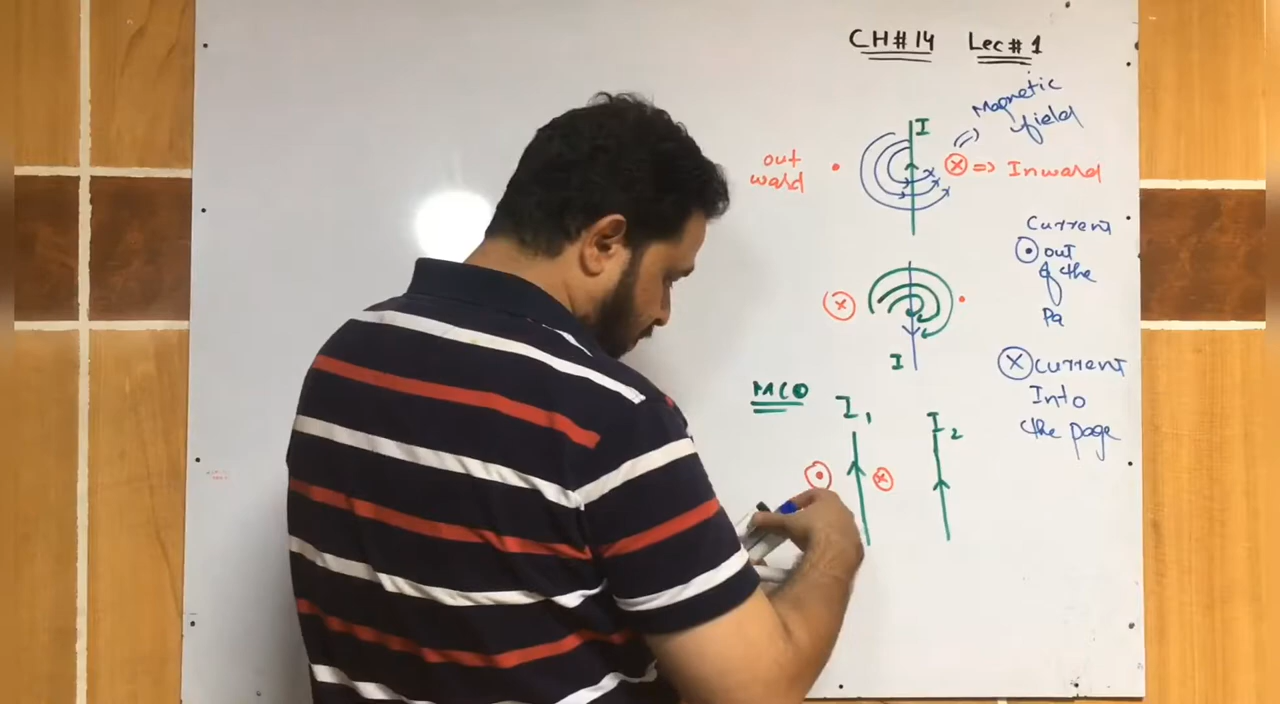 CH#14 Lec#1
Magnetic
field
I
out
ward
⊗ => Inward
Current
⊙ out
of the
Pa
⊗
I
⊗ current
Into
the page
MCQ
I1
I2
⊙ ⊗